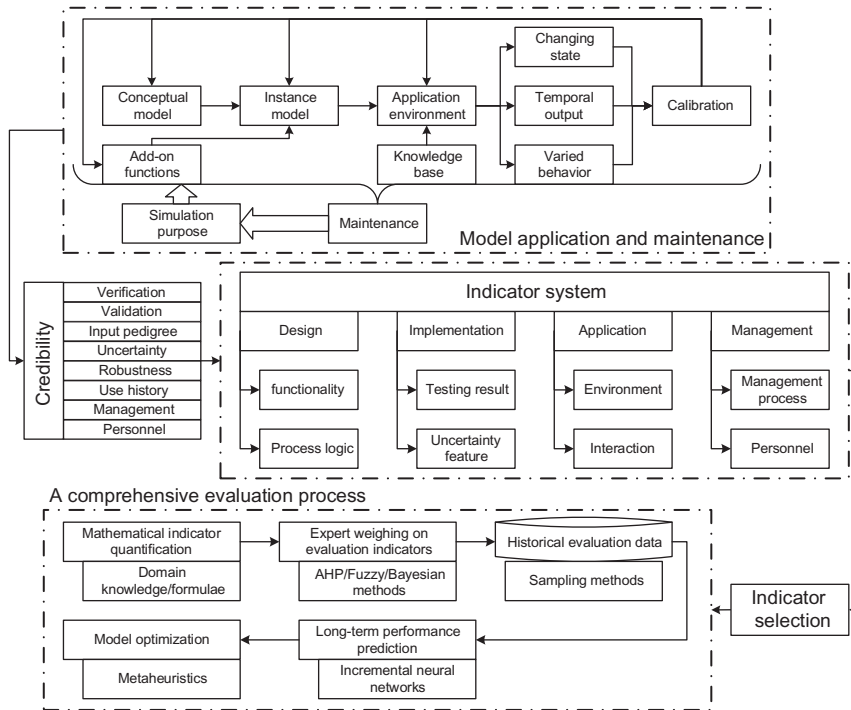 Changing
state
Conceptual
model
Instance
model
Application
environment
Temporal
output
Calibration
Add-on
functions
Knowledge
base
Varied
behavior
Simulation
purpose
Maintenance
Model application and maintenance
Credibility
Verification
Validation
Input pedigree
Uncertainty
Robustness
Use history
Management
Personnel
Indicator system
Design
Implementation
Application
Management
functionality
Testing result
Environment
Management
process
Process logic
Uncertainty
feature
Interaction
Personnel
A comprehensive evaluation process
Mathematical indicator
quantification
Domain
knowledge/formulae
Expert weighing on
evaluation indicators
AHP/Fuzzy/Bayesian
methods
Historical evaluation data
Sampling methods
Indicator
selection
Model optimization
Metaheuristics
Long-term performance
prediction
Incremental neural
networks